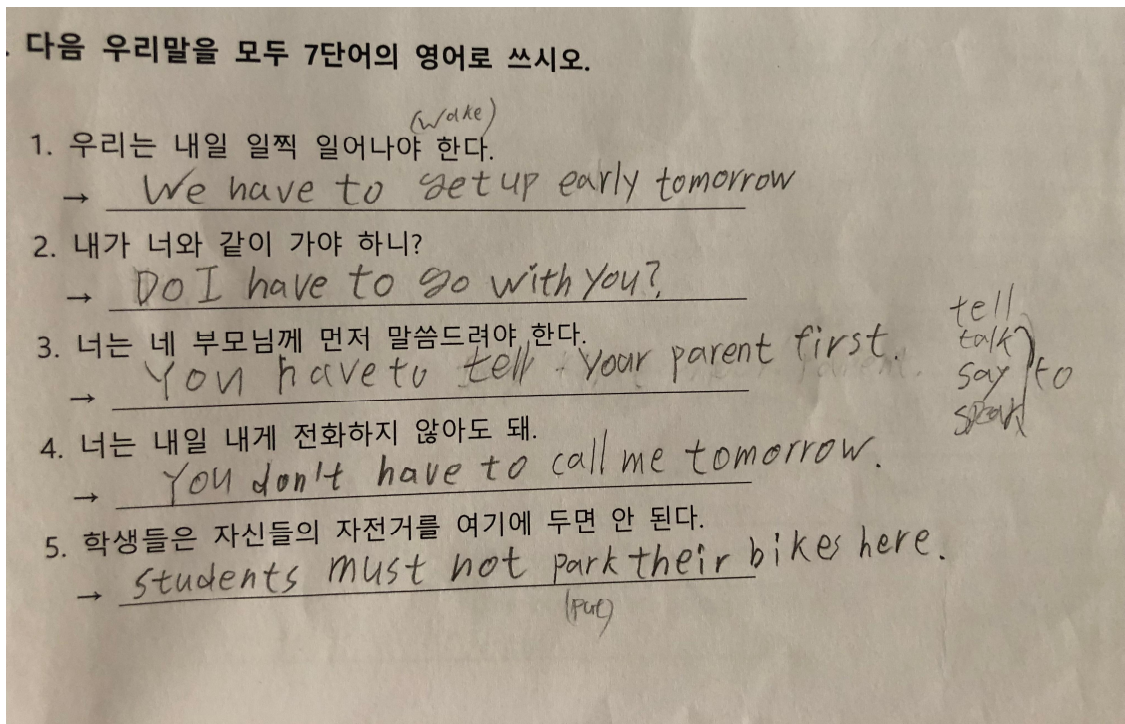 . 다음 우리말을 모두 7단어의 영어로 쓰시오.
(wake)
1. 우리는 내일 일찍 일어나야 한다.
→ We have to get up early tomorrow
2. 내가 너와 같이 가야 하니?
→ Do I have to go with you?
3. 너는 네 부모님께 먼저 말씀드려야 한다.
→ You have to tell your parent first.
tell
talk
say to
speak
4. 너는 내일 내게 전화하지 않아도 돼.
→ You don't have to call me tomorrow.
5. 학생들은 자신들의 자전거를 여기에 두면 안 된다.
→ students must not park their bikes here.
(put)